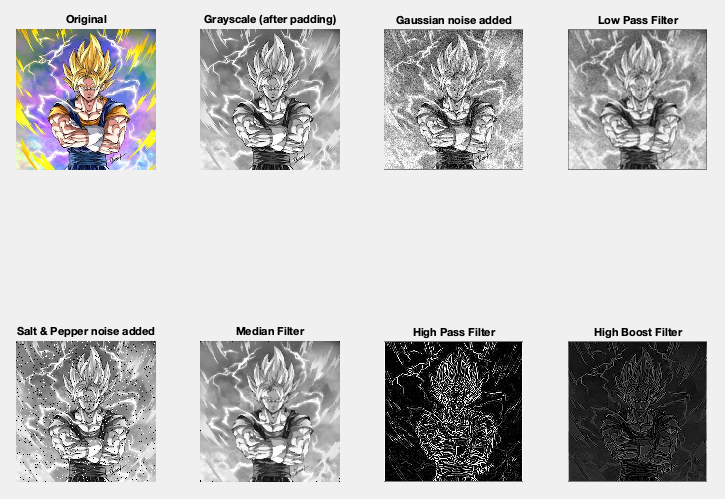 Original
Grayscale (after padding)
Gaussian noise added
Low Pass Filter
Salt & Pepper noise added
Median Filter
High Pass Filter
High Boost Filter